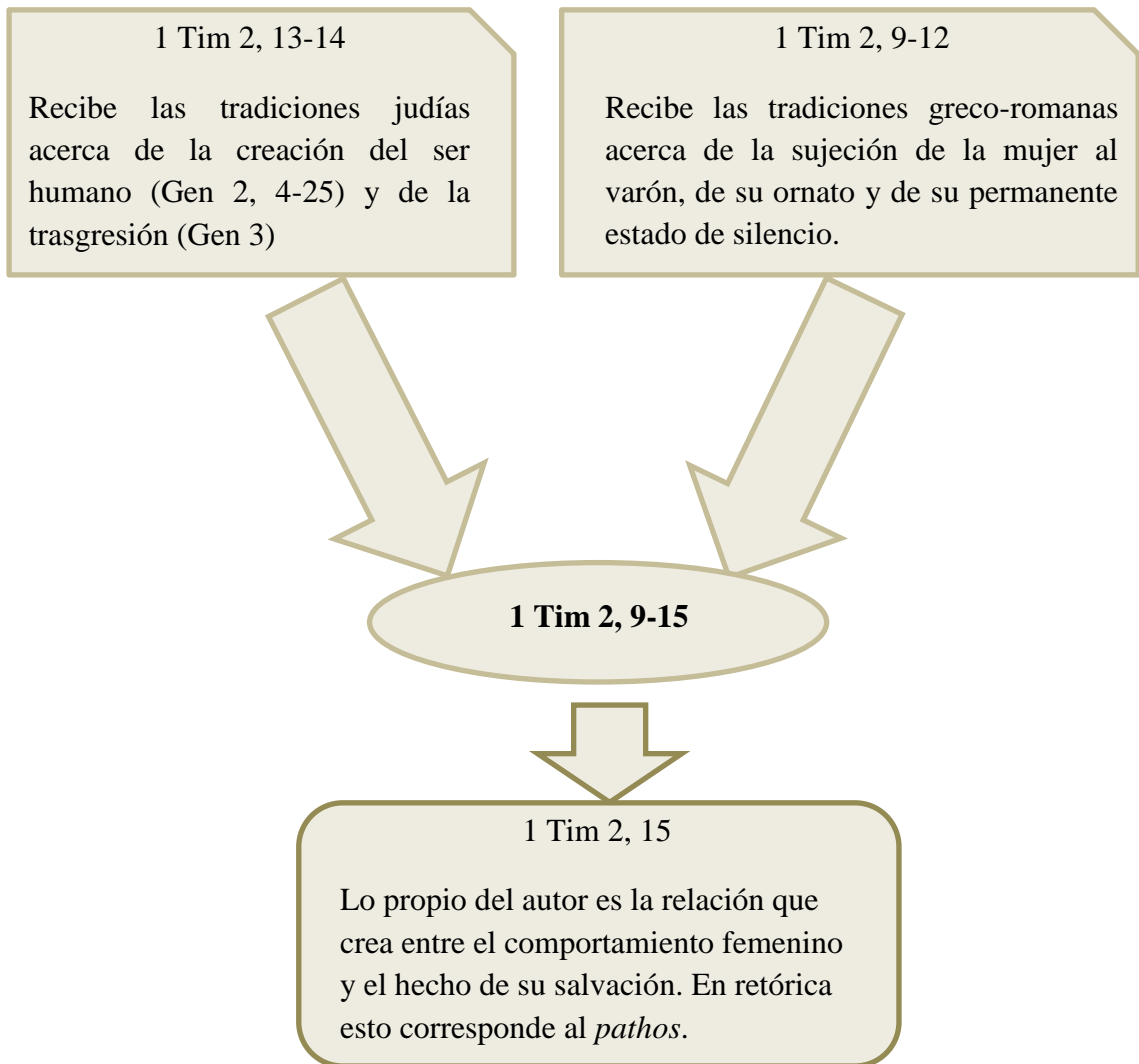 1 Tim 2, 13-14
Recibe las tradiciones judías
acerca de la creación del ser
humano (Gen 2, 4-25) y de la
trasgresión (Gen 3)
1 Tim 2, 9-12
Recibe las tradiciones greco-romanas
acerca de la sujeción de la mujer al
varón, de su ornato y de su permanente
estado de silencio.
1 Tim 2, 9-15
1 Tim 2, 15
Lo propio del autor es la relación que
crea entre el comportamiento femenino
y el hecho de su salvación. En retórica
esto corresponde al pathos.